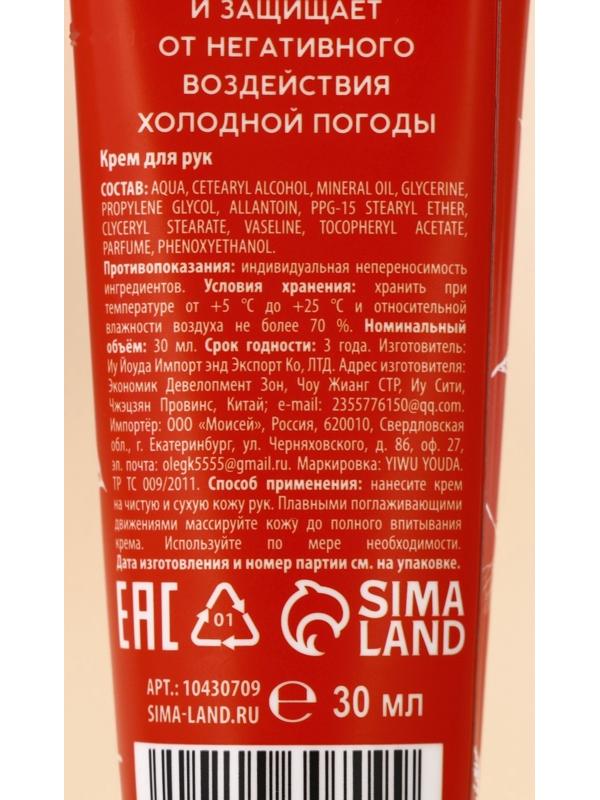 И ЗАЩИЩАЕТ
ОТ НЕГАТИВНОГО
ВОЗДЕЙСТВИЯ
ХОЛОДНОЙ ПОГОДЫ
Крем для рук
СОСТАВ: AQUA, CETEARYL ALCOHOL, MINERAL OIL, GLYCERINE,
PROPYLENE GLYCOL, ALLANTOIN, PPG-15 STEARYL ETHER,
GLYCERYL STEARATE, VASELINE, TOCOPHERYL ACETATE,
PARFUME, PHENOXYETHANOL.
Противопоказания: индивидуальная непереносимость
ингредиентов. Условия хранения: хранить при
температуре от +5 °C до +25 °C и относительной
влажности воздуха не более 70 %. Номинальный
объём: 30 мл. Срок годности: 3 года. Изготовитель:
Иу Йоуда Импорт энд Экспорт Ко, ЛТД. Адрес изготовителя:
Экономик Девелопмент Зон, Чоу Жианг СТР, Иу Сити,
Чжэцзян Провинс, Китай; e-mail: 2355776150@qq.com.
Импортёр: ООО «Моисей», Россия, 620010, Свердловская
обл., г. Екатеринбург, ул. Черняховского, д. 86, оф. 27,
эл. почта: olegk5555@gmail.ru. Маркировка: YIWU YOUDA.
ТР ТС 009/2011. Способ применения: нанесите крем
на чистую и сухую кожу рук. Плавными поглаживающими
движениями массируйте кожу до полного впитывания
крема. Используйте по мере необходимости.
Дата изготовления и номер партии см. на упаковке.
EAC 01 SIMA
LAND
АРТ.: 10430709
SIMA-LAND.RU
℮ 30 мл